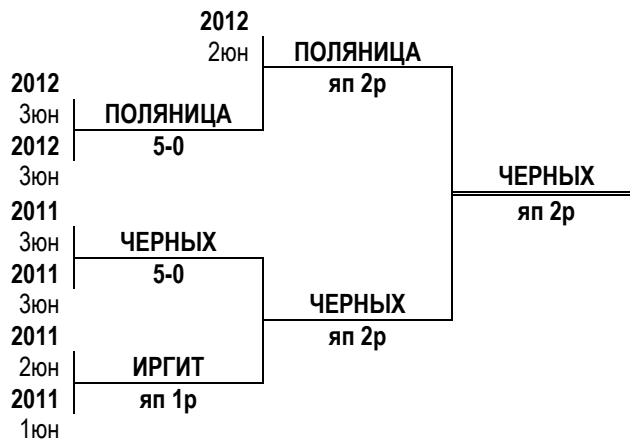 2012
2юн
ПОЛЯНИЦА
яп 2р
2012
3юн
ПОЛЯНИЦА
2012
5-0
3юн
ЧЕРНЫХ
яп 2р
2011
3юн
ЧЕРНЫХ
2011
5-0
3юн
ЧЕРНЫХ
яп 2р
2011
2юн
ИРГИТ
2011
яп 1р
1юн